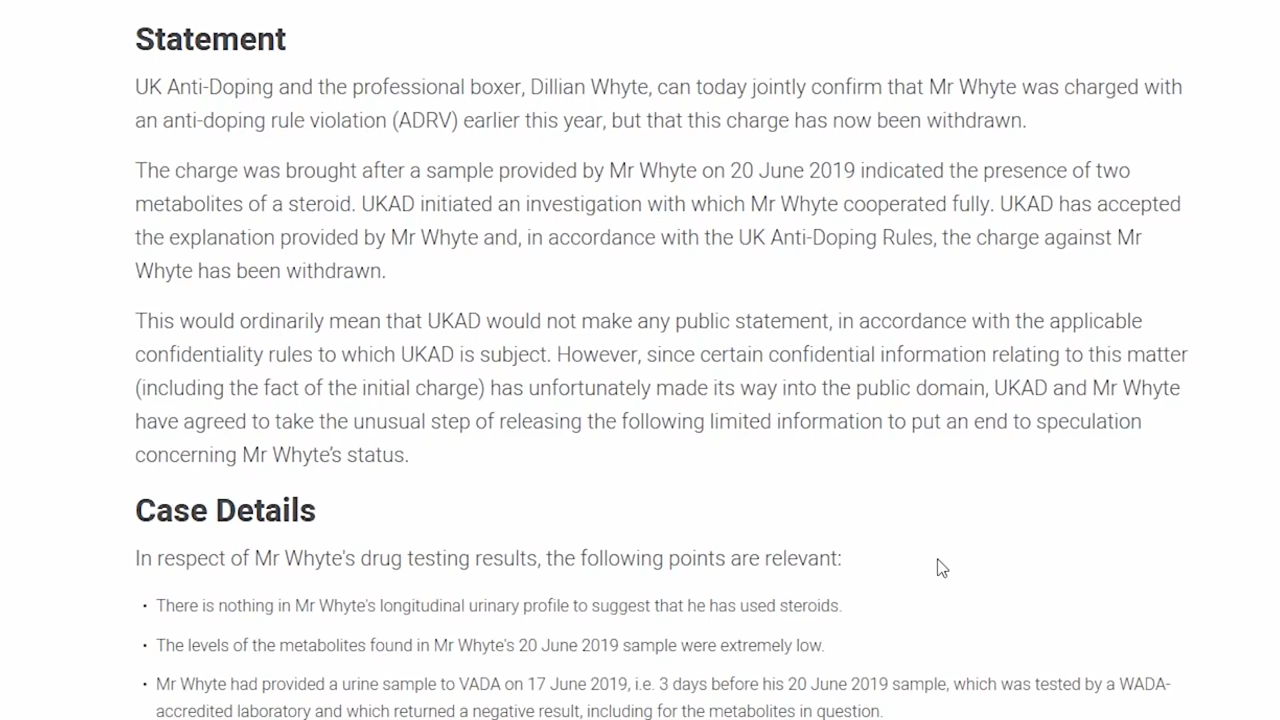 Statement
UK Anti-Doping and the professional boxer, Dillian Whyte, can today jointly confirm that Mr Whyte was charged with
an anti-doping rule violation (ADRV) earlier this year, but that this charge has now been withdrawn.
The charge was brought after a sample provided by Mr Whyte on 20 June 2019 indicated the presence of two
metabolites of a steroid. UKAD initiated an investigation with which Mr Whyte cooperated fully. UKAD has accepted
the explanation provided by Mr Whyte and, in accordance with the UK Anti-Doping Rules, the charge against Mr
Whyte has been withdrawn.
This would ordinarily mean that UKAD would not make any public statement, in accordance with the applicable
confidentiality rules to which UKAD is subject. However, since certain confidential information relating to this matter
(including the fact of the initial charge) has unfortunately made its way into the public domain, UKAD and Mr Whyte
have agreed to take the unusual step of releasing the following limited information to put an end to speculation
concerning Mr Whyte's status.
Case Details
In respect of Mr Whyte's drug testing results, the following points are relevant:
• There is nothing in Mr Whyte's longitudinal urinary profile to suggest that he has used steroids.
• The levels of the metabolites found in Mr Whyte's 20 June 2019 sample were extremely low.
• Mr Whyte had provided a urine sample to VADA on 17 June 2019, i.e. 3 days before his 20 June 2019 sample, which was tested by a WADA-
accredited laboratory and which returned a negative result, including for the metabolites in question.